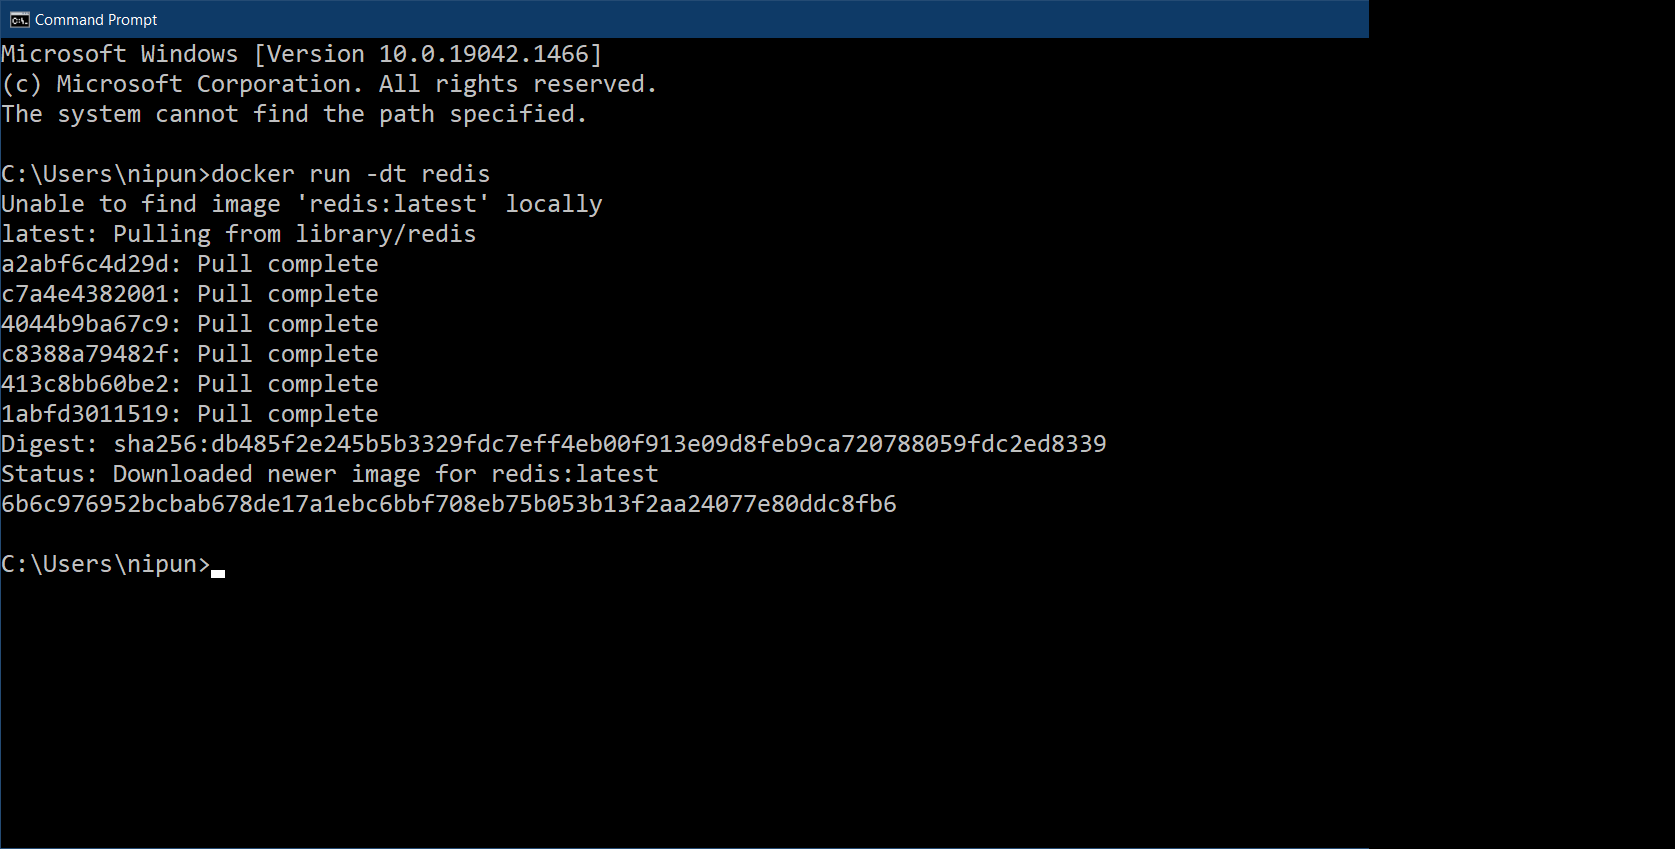 Command Prompt
Microsoft Windows [Version 10.0.19042.1466]
(c) Microsoft Corporation. All rights reserved.
The system cannot find the path specified.
C:\Users\nipun>docker run -dt redis
Unable to find image 'redis:latest' locally
latest: Pulling from library/redis
a2abf6c4d29d: Pull complete
c7a4e4382001: Pull complete
4044b9ba67c9: Pull complete
c8388a79482f: Pull complete
413c8bb60be2: Pull complete
1abfd3011519: Pull complete
Digest: sha256:db485f2e245b5b3329fdc7eff4eb00f913e09d8feb9ca720788059fdc2ed8339
Status: Downloaded newer image for redis:latest
6b6c976952bcbab678de17a1ebc6bbf708eb75b053b13f2aa24077e80ddc8fb6
C:\Users\nipun>